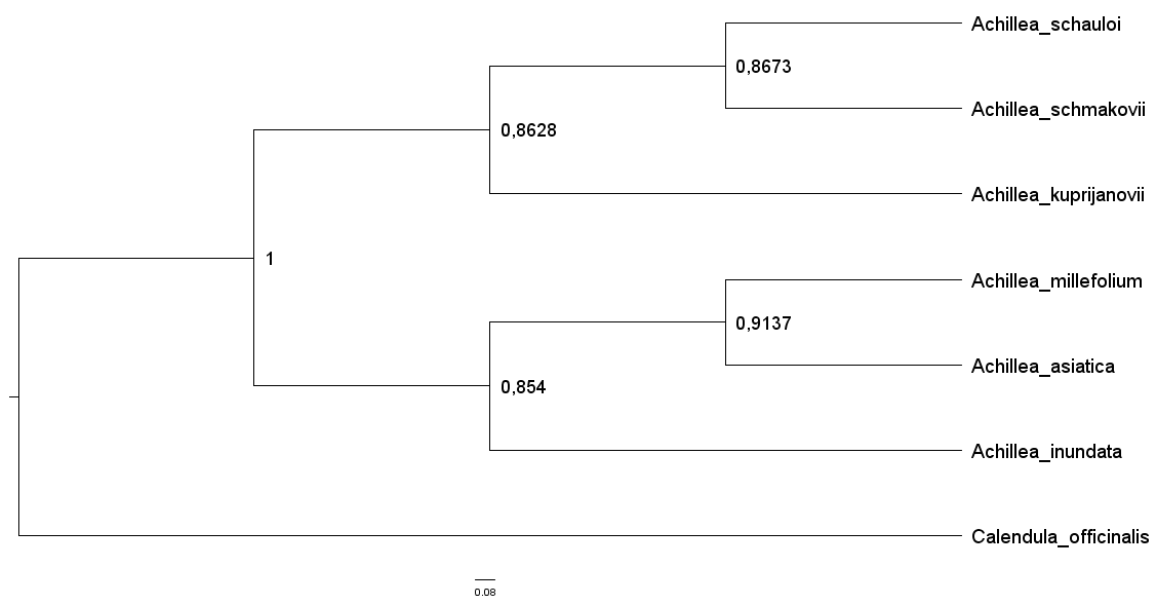 Achillea_schauloi
0,8673
Achillea_schmakovii
0,8628
Achillea_kuprijanovii
1
Achillea_millefolium
0,9137
Achillea_asiatica
0,854
Achillea_inundata
Calendula_officinalis
0.08